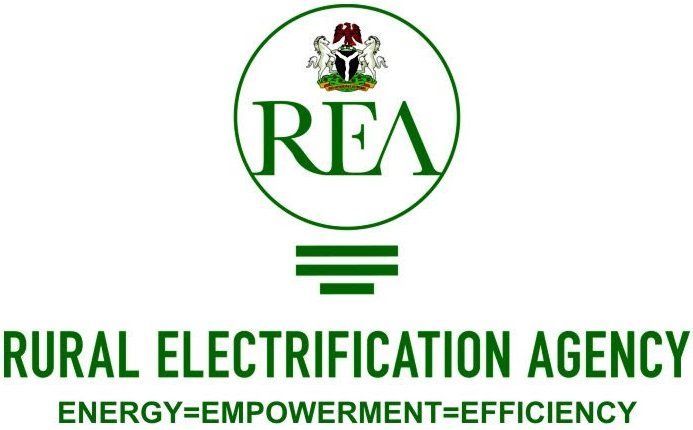 REA
RURAL ELECTRIFICATION AGENCY
ENERGY=EMPOWERMENT=EFFICIENCY